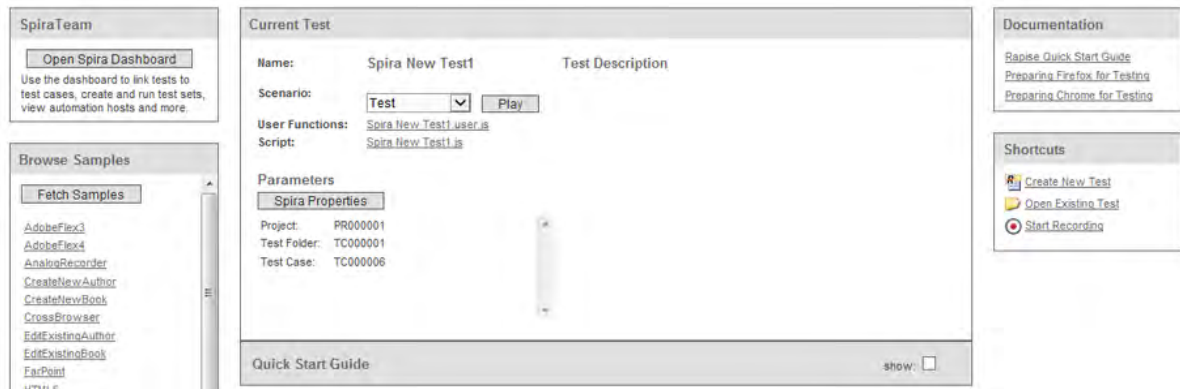 SpiraTeam
Open Spira Dashboard
Use the dashboard to link tests to
test cases, create and run test sets,
view automation hosts and more.
Browse Samples
Fetch Samples
AdobeFlex3
AdobeFlex4
AnalogRecorder
CreateNewAuthor
CreateNewBook
CrossBrowser
EditExistingAuthor
EditExistingBook
FarPoint
HTML5
Current Test
Name: Spira New Test1 Test Description
Scenario: Test Play
User Functions: Spira New Test1.user.js
Script: Spira New Test1.js
Parameters
Spira Properties
Project: PR000001
Test Folder: TC000001
Test Case: TC000006
Quick Start Guide show:
Documentation
Rapise Quick Start Guide
Preparing Firefox for Testing
Preparing Chrome for Testing
Shortcuts
Create New Test
Open Existing Test
Start Recording